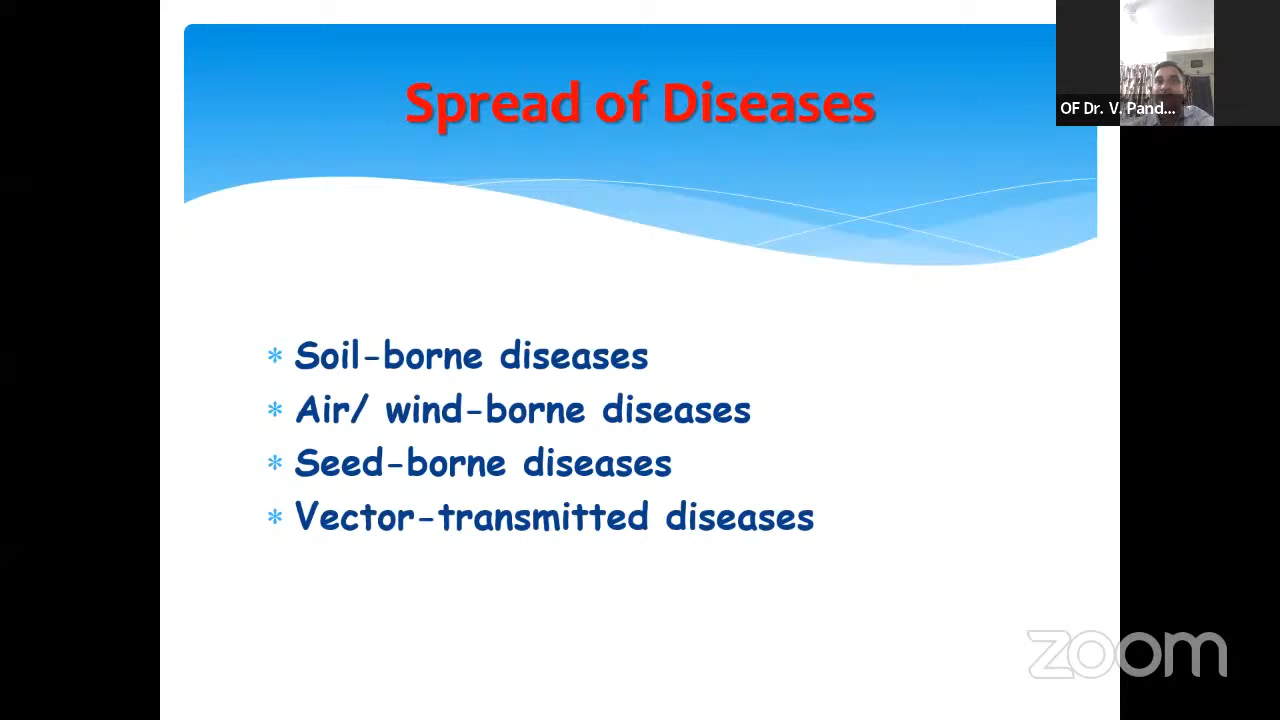 Spread of Diseases
OF Dr. V. Pand...
* Soil-borne diseases
* Air/ wind-borne diseases
* Seed-borne diseases
* Vector-transmitted diseases
zoom